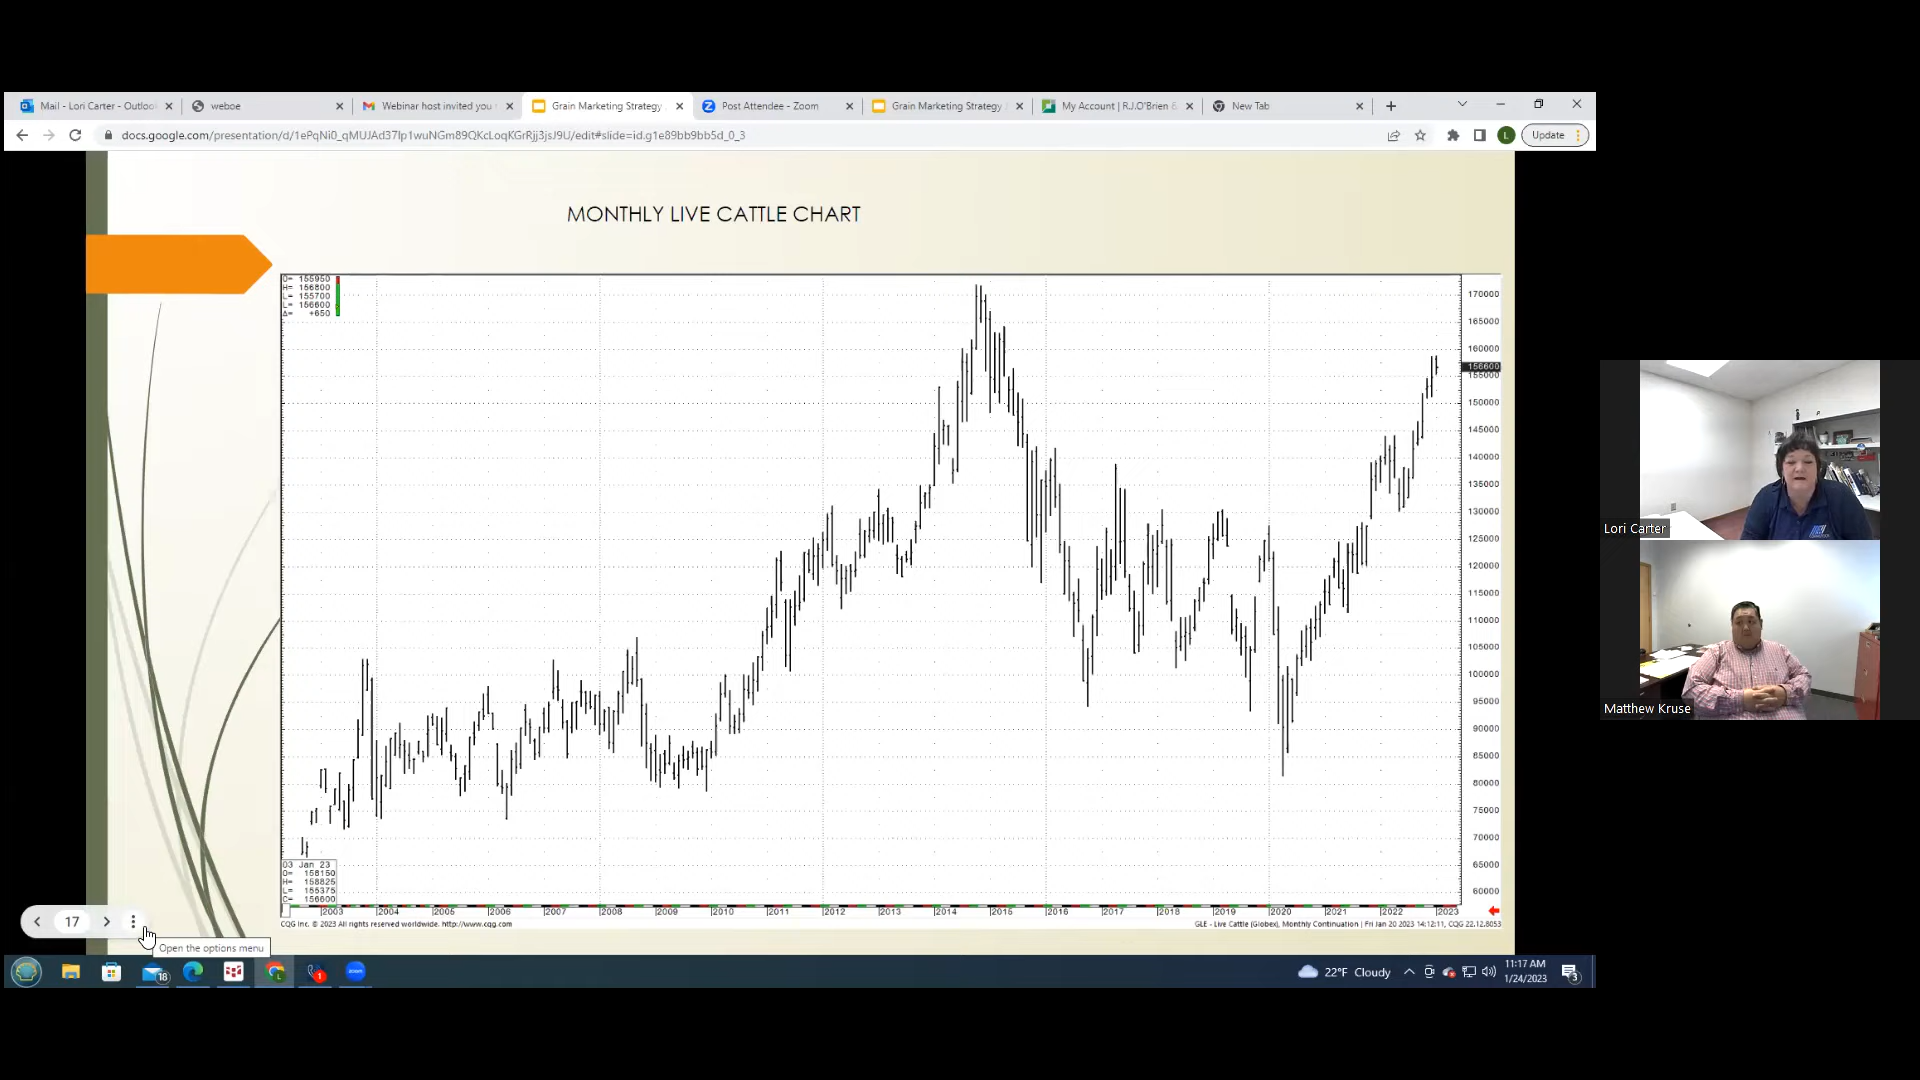 Mail - Lori Carter - Outloo
weboe
Webinar host invited you
Grain Marketing Strategy
Post Attendee - Zoom
Grain Marketing Strategy
My Account | R.J.O'Brien &
New Tab
docs.google.com/presentation/d/1ePqNi0_qMUJAd37Ip1wuNGm89QKcLoqKGrRjj3jsJ9U/edit#slide=id.g1e89bb9bb5d_0_3
L
Update
MONTHLY LIVE CATTLE CHART
O= 155950
H= 156800
L= 155700
L= 156600
Δ= +650
170000
165000
160000
156600
155000
150000
145000
140000
135000
130000
125000
120000
115000
110000
105000
100000
95000
90000
85000
80000
75000
70000
65000
60000
03 Jan 23
O= 158150
H= 158825
L= 155375
C= 156600
2003 2004 2005 2006 2007 2008 2009 2010 2011 2012 2013 2014 2015 2016 2017 2018 2019 2020 2021 2022 2023
CQG Inc. © 2023 All rights reserved worldwide. http://www.cqg.com
GLE - Live Cattle (Globex), Monthly Continuation | Fri Jan 20 2023 14:12:11, CQG 22.12.8053
17
Open the options menu
Lori Carter
Matthew Kruse
18
L
1
zoom
22°F Cloudy
11:17 AM
1/24/2023
3